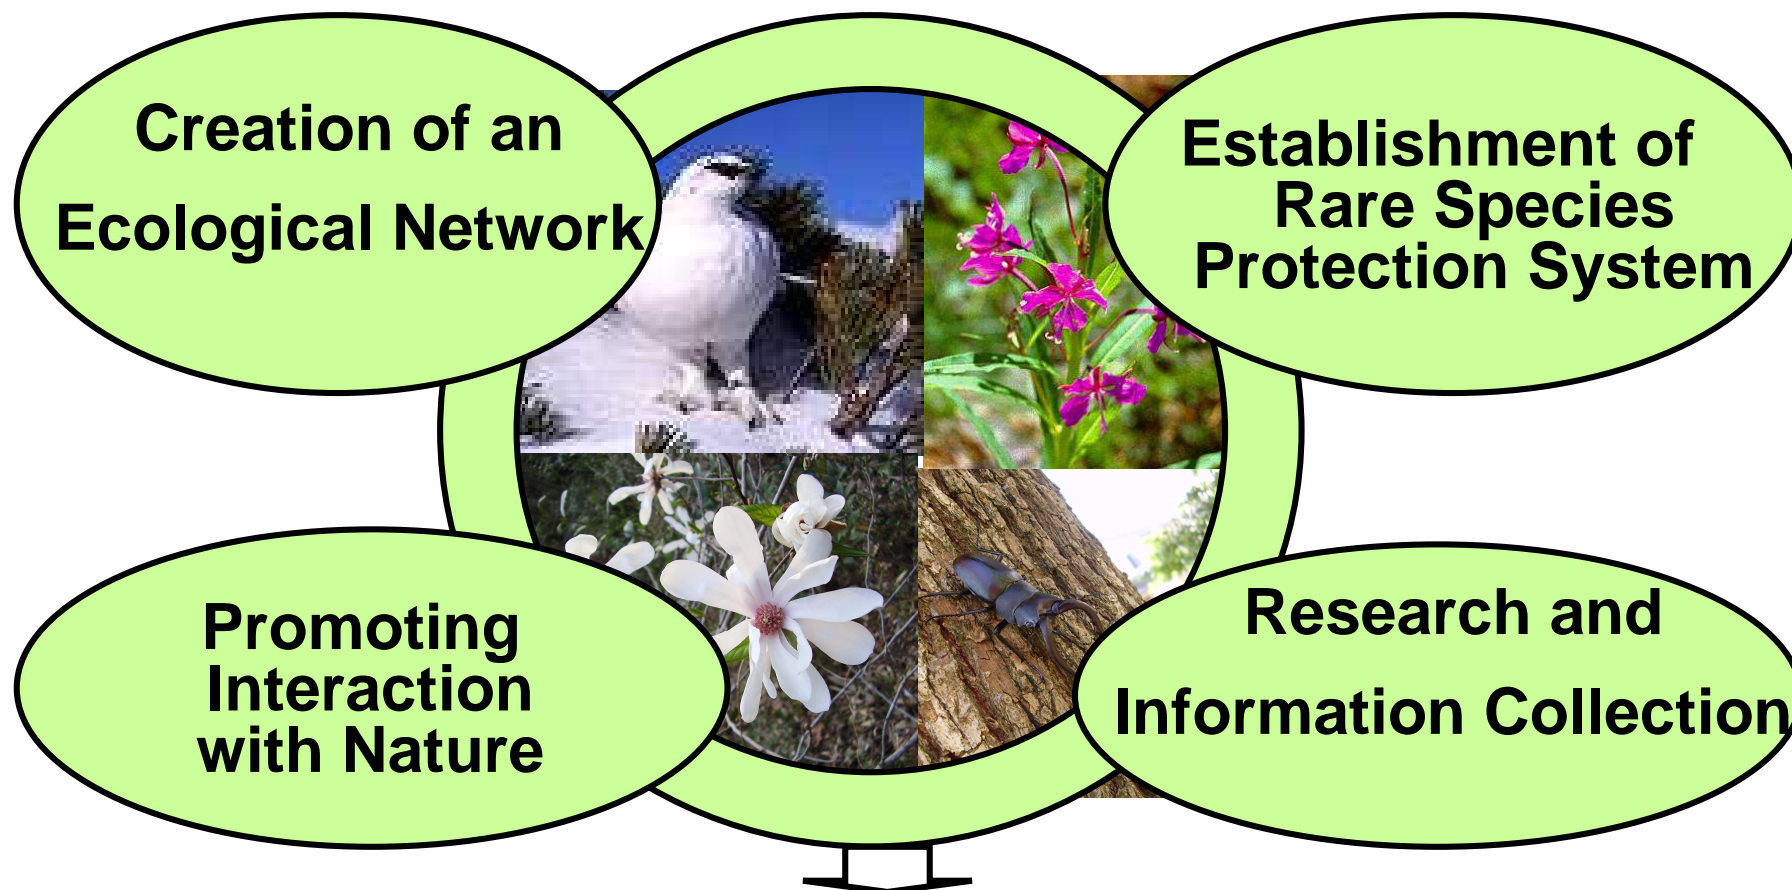 Creation of an
Ecological Network
Establishment of
Rare Species
Protection System
Promoting
Interaction
with Nature
Research and
Information Collection